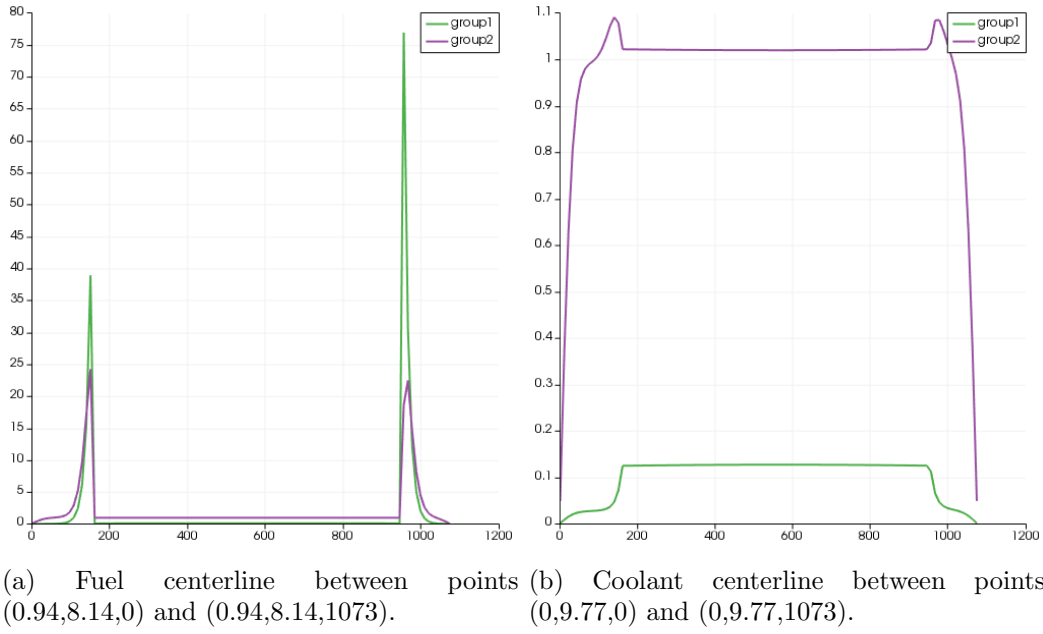 80
75
70
65
60
55
50
45
40
35
30
25
20
15
10
5
0
0 200 400 600 800 1000 1200
group1
group2
1.1
1
0.9
0.8
0.7
0.6
0.5
0.4
0.3
0.2
0.1
0
0 200 400 600 800 1000 1200
group1
group2
(a) Fuel centerline between points
(0.94,8.14,0) and (0.94,8.14,1073).
(b) Coolant centerline between points
(0,9.77,0) and (0,9.77,1073).